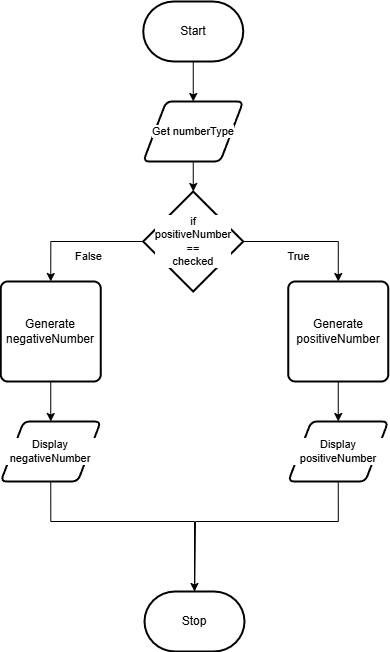 Start
Get numberType
if
positiveNumber
==
checked
False
True
Generate
negativeNumber
Generate
positiveNumber
Display
negativeNumber
Display
positiveNumber
Stop